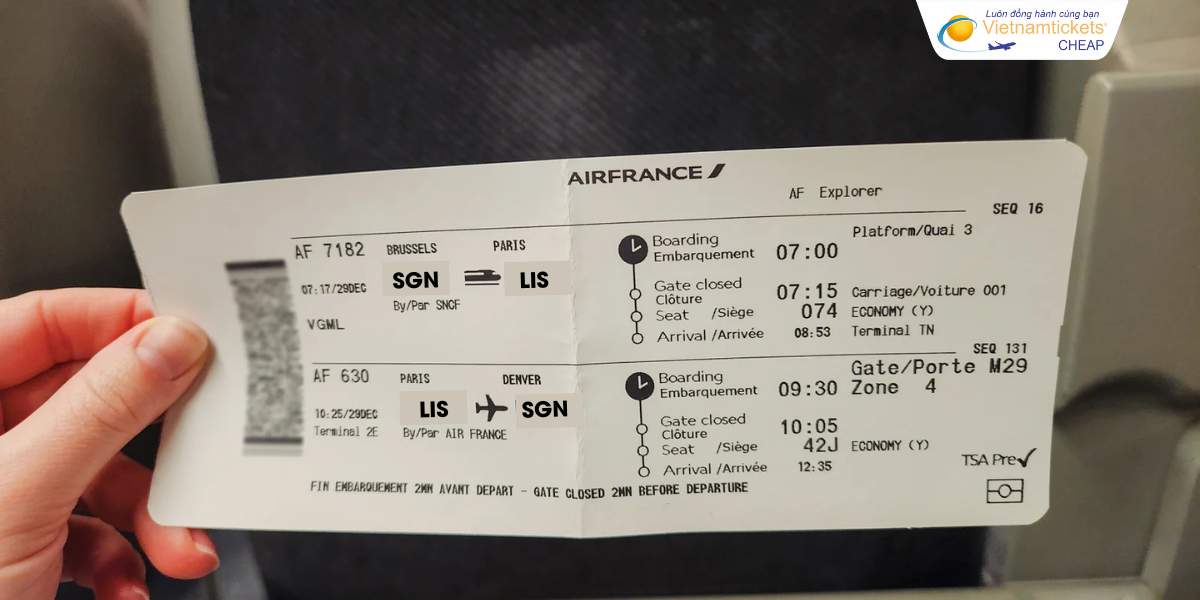 Luôn đồng hành cùng bạn
Vietnamtickets®
CHEAP
AIRFRANCE
AF Explorer
SEQ 16
AF 7182 BRUSSELS PARIS
SGN LIS
07:17/29DEC
By/Par SNCF
VGML
Boarding
Embarquement 07:00
Platform/Quai 3
Gate closed
Clôture 07:15 Carriage/Voiture 001
Seat /Siège 074 ECONOMY (Y)
Arrival /Arrivée 08:53 Terminal TN
SEQ 131
AF 630 PARIS DENVER
LIS SGN
10:25/29DEC
Terminal 2E By/Par AIR FRANCE
Boarding
Embarquement 09:30
Gate/Porte M29
Zone 4
Gate closed
Clôture 10:05
Seat /Siège 42J ECONOMY (Y)
Arrival /Arrivée 12:35
TSA Pre✓
FIN EMBARQUEMENT 2MN AVANT DEPART - GATE CLOSED 2MN BEFORE DEPARTURE